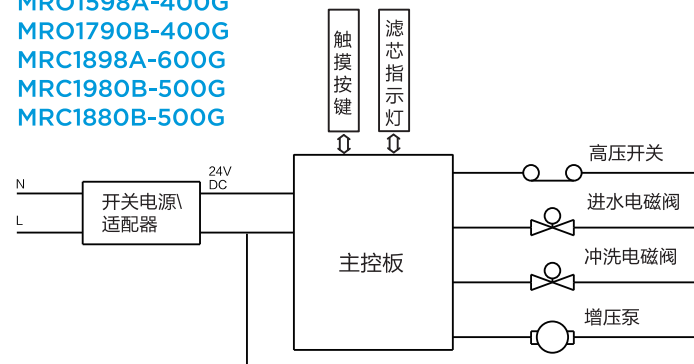 MRO1598A-400G
MRO1790B-400G
MRC1898A-600G
MRC1980B-500G
MRC1880B-500G
触摸按键
滤芯指示灯
N
L
开关电源\
适配器
24V
DC
主控板
高压开关
进水电磁阀
冲洗电磁阀
增压泵